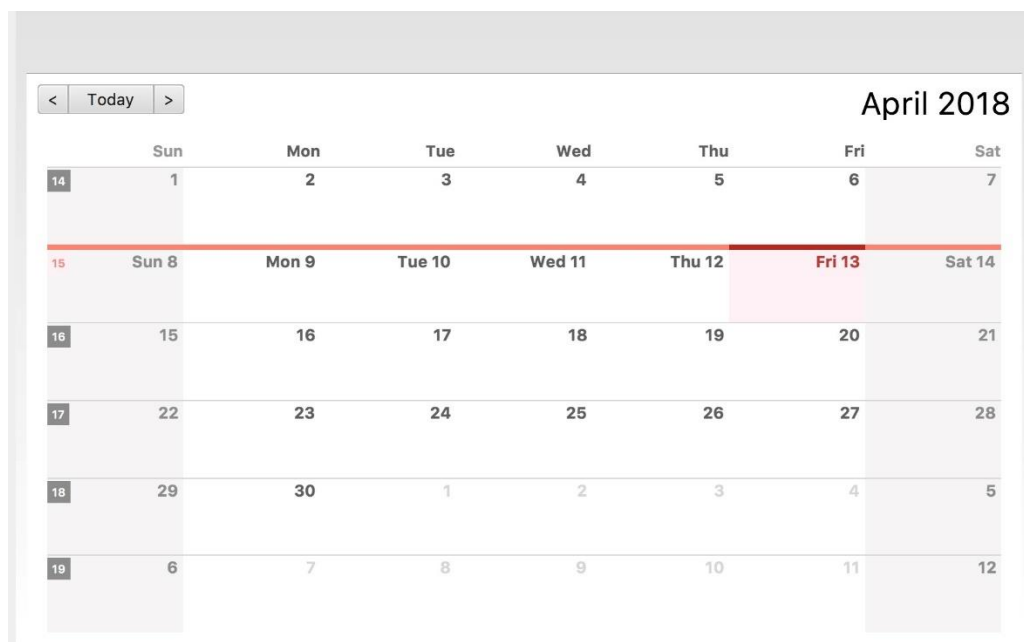 < Today > April 2018
Sun Mon Tue Wed Thu Fri Sat
14 1 2 3 4 5 6 7
15 Sun 8 Mon 9 Tue 10 Wed 11 Thu 12 Fri 13 Sat 14
16 15 16 17 18 19 20 21
17 22 23 24 25 26 27 28
18 29 30 1 2 3 4 5
19 6 7 8 9 10 11 12